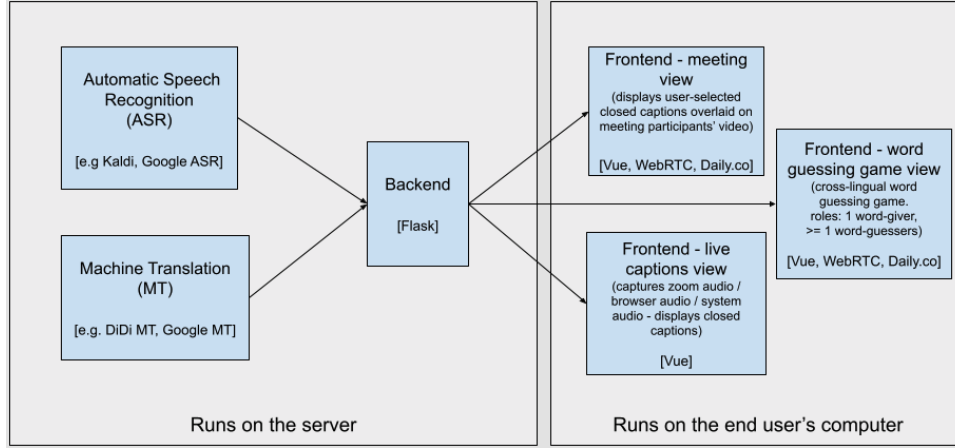 Automatic Speech
Recognition
(ASR)
[e.g Kaldi, Google ASR]
Machine Translation
(MT)
[e.g. DiDi MT, Google MT]
Backend
[Flask]
Runs on the server
Frontend - meeting
view
(displays user-selected
closed captions overlaid on
meeting participants' video)
[Vue, WebRTC, Daily.co]
Frontend - word
guessing game view
(cross-lingual word
guessing game.
roles: 1 word-giver,
>= 1 word-guessers)
[Vue, WebRTC, Daily.co]
Frontend - live
captions view
(captures zoom audio /
browser audio / system
audio - displays closed
captions)
[Vue]
Runs on the end user's computer